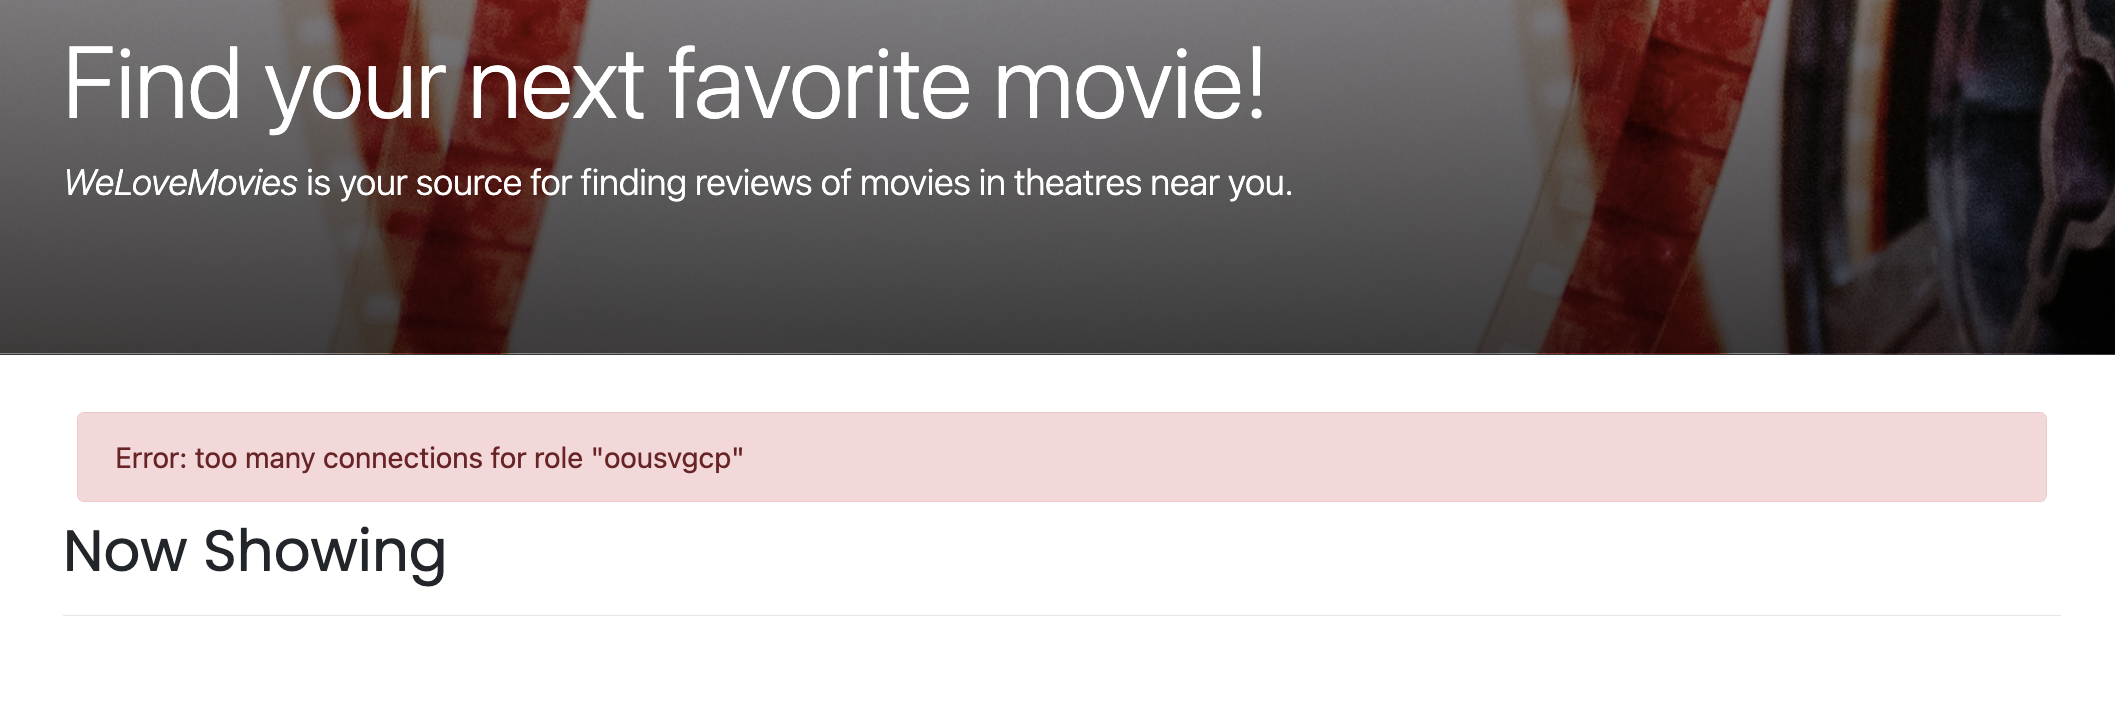 Find your next favorite movie!
WeLoveMovies is your source for finding reviews of movies in theatres near you.
Error: too many connections for role "oousvgcp"
Now Showing